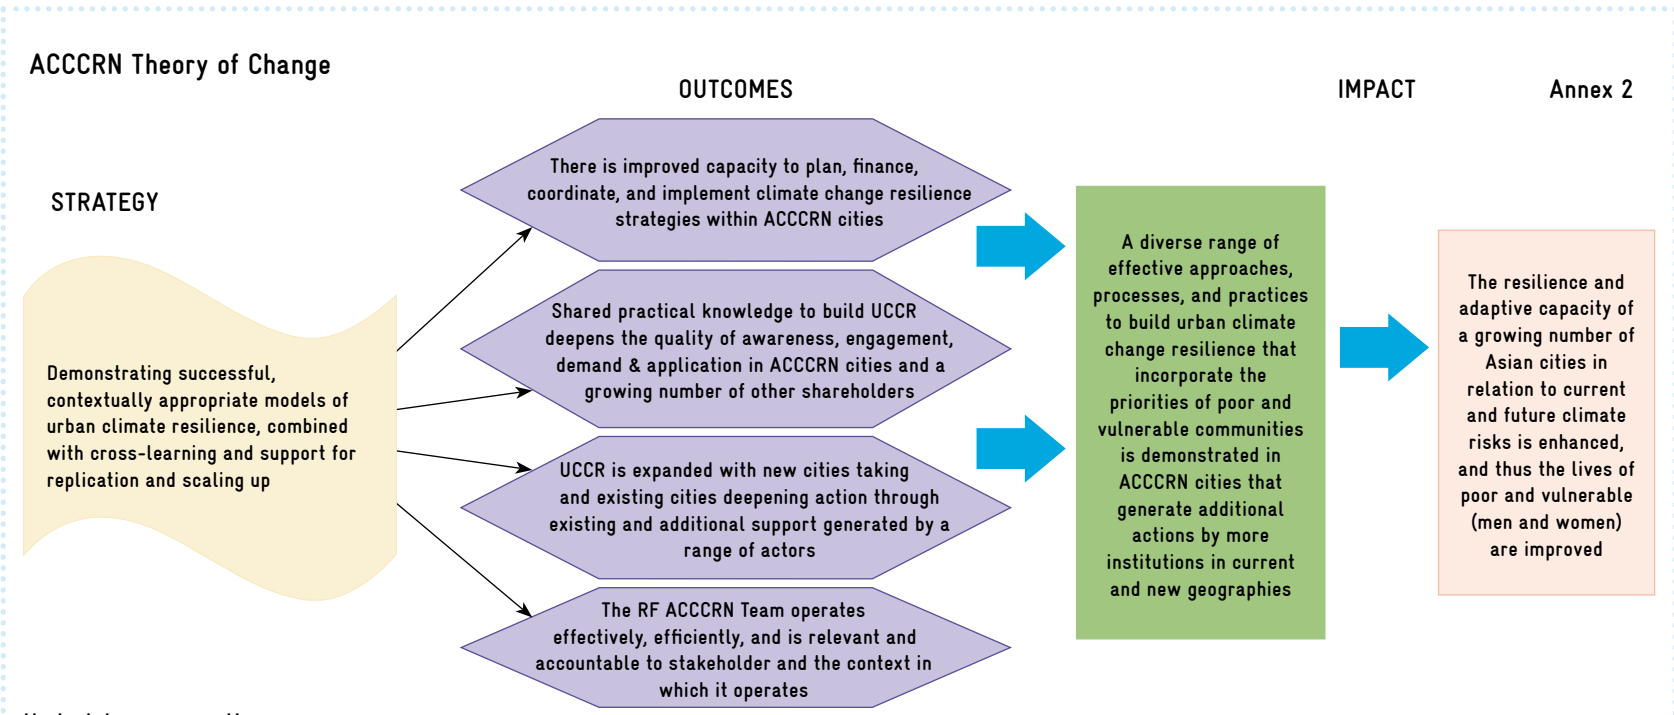 ACCCRN Theory of Change
OUTCOMES
IMPACT
Annex 2
STRATEGY
Demonstrating successful,
contextually appropriate models of
urban climate resilience, combined
with cross-learning and support for
replication and scaling up
There is improved capacity to plan, finance,
coordinate, and implement climate change resilience
strategies within ACCCRN cities
Shared practical knowledge to build UCCR
deepens the quality of awareness, engagement,
demand & application in ACCCRN cities and a
growing number of other shareholders
UCCR is expanded with new cities taking
and existing cities deepening action through
existing and additional support generated by a
range of actors
The RF ACCCRN Team operates
effectively, efficiently, and is relevant and
accountable to stakeholder and the context in
which it operates
A diverse range of
effective approaches,
processes, and practices
to build urban climate
change resilience that
incorporate the
priorities of poor and
vulnerable communities
is demonstrated in
ACCCRN cities that
generate additional
actions by more
institutions in current
and new geographies
The resilience and
adaptive capacity of
a growing number of
Asian cities in
relation to current
and future climate
risks is enhanced,
and thus the lives of
poor and vulnerable
(men and women)
are improved